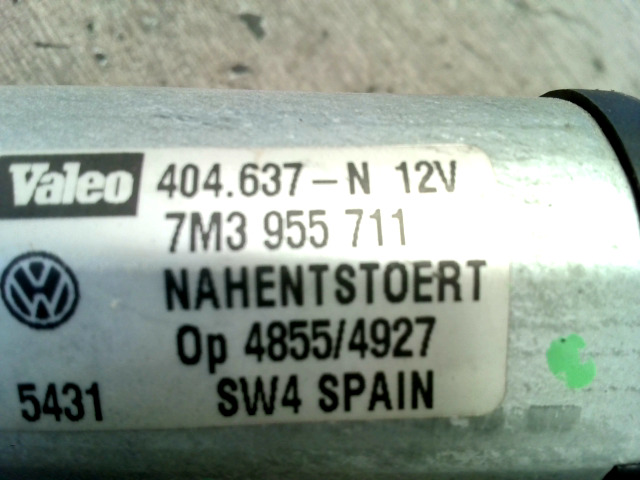 Valeo 404.637-N 12V
7M3 955 711
NAHENTSTOERT
Op 4855/4927
5431 SW4 SPAIN